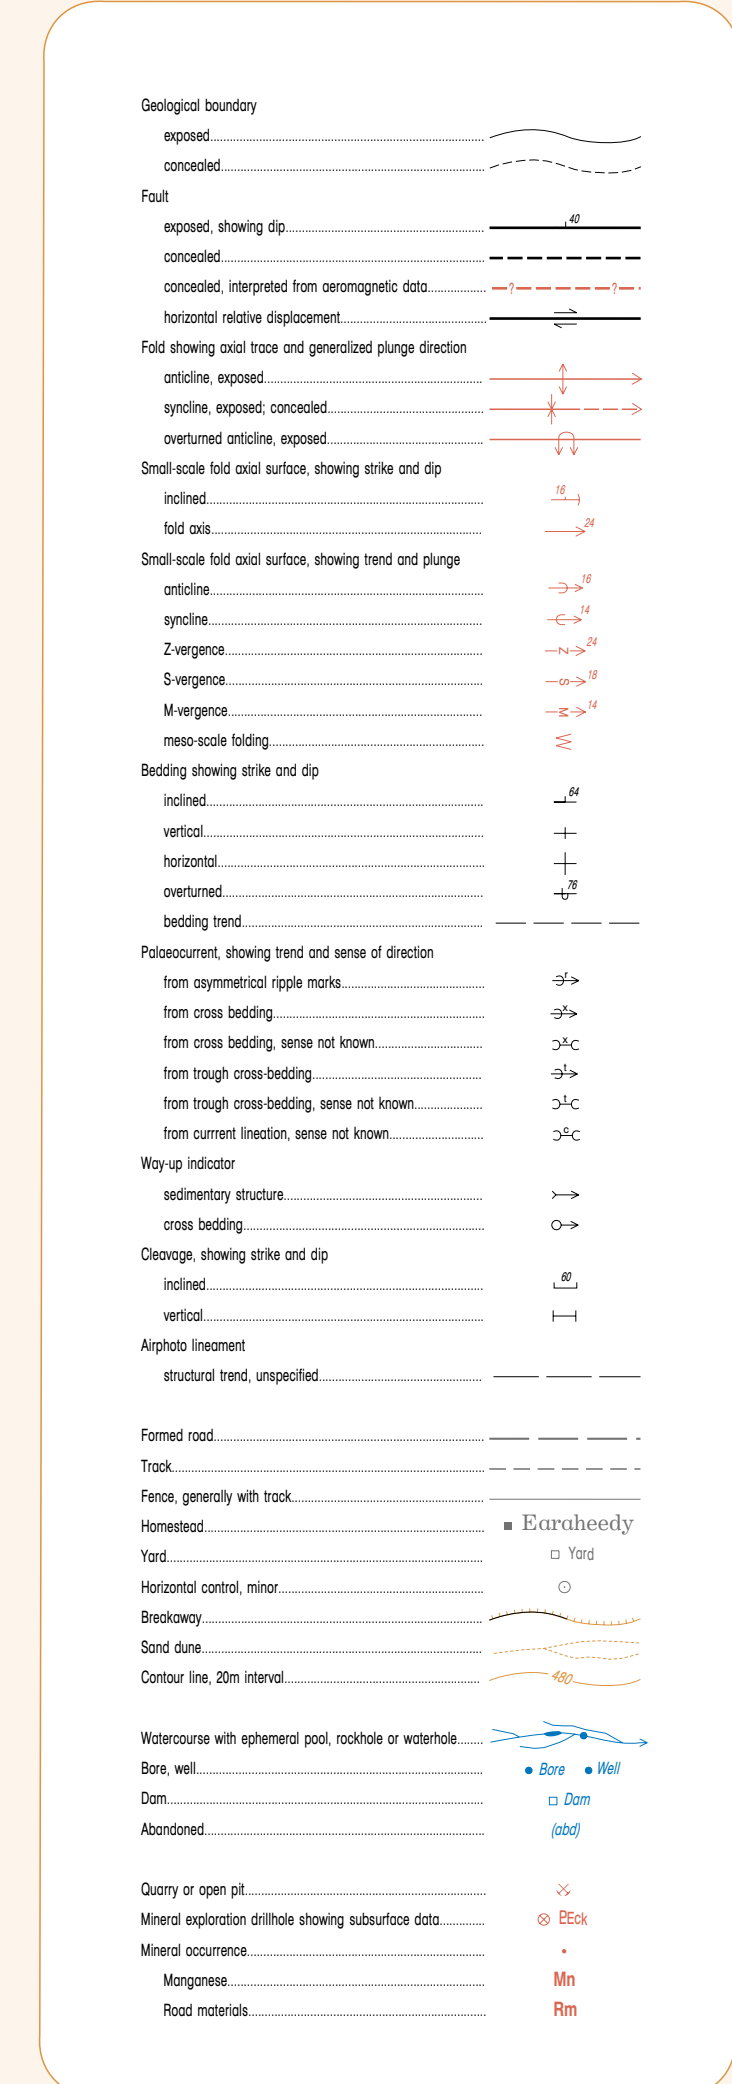 Geological boundary
exposed
concealed
Fault
exposed, showing dip 40
concealed
concealed, interpreted from aeromagnetic data ? ?
horizontal relative displacement
Fold showing axial trace and generalized plunge direction
anticline, exposed
syncline, exposed; concealed
overturned anticline, exposed
Small-scale fold axial surface, showing strike and dip
inclined 16
fold axis 24
Small-scale fold axial surface, showing trend and plunge
anticline 16
syncline 14
Z-vergence Z 24
S-vergence S 18
M-vergence M 14
meso-scale folding
Bedding showing strike and dip
inclined 64
vertical
horizontal
overturned 76
bedding trend
Palaeocurrent, showing trend and sense of direction
from asymmetrical ripple marks r
from cross bedding x
from cross bedding, sense not known x
from trough cross-bedding t
from trough cross-bedding, sense not known t
from currrent lineation, sense not known c
Way-up indicator
sedimentary structure
cross bedding
Cleavage, showing strike and dip
inclined 60
vertical
Airphoto lineament
structural trend, unspecified
Formed road
Track
Fence, generally with track
Homestead Earaheedy
Yard Yard
Horizontal control, minor
Breakaway
Sand dune
Contour line, 20m interval 480
Watercourse with ephemeral pool, rockhole or waterhole
Bore, well Bore Well
Dam Dam
Abandoned (abd)
Quarry or open pit
Mineral exploration drillhole showing subsurface data PEck
Mineral occurrence
Manganese Mn
Road materials Rm